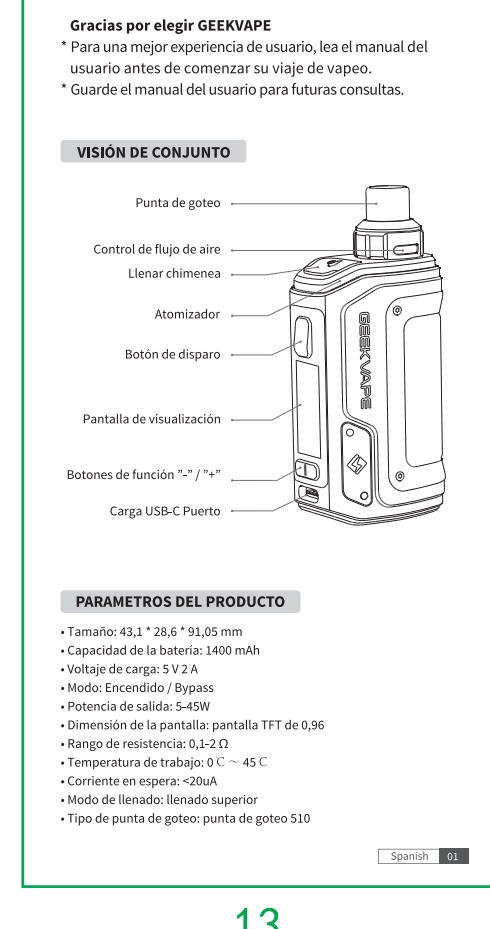 Gracias por elegir GEEKVAPE
* Para una mejor experiencia de usuario, lea el manual del
usuario antes de comenzar su viaje de vapeo.
* Guarde el manual del usuario para futuras consultas.
VISIÓN DE CONJUNTO
Punta de goteo
Control de flujo de aire
Llenar chimenea
Atomizador
Botón de disparo
Pantalla de visualización
Botones de función ”-” / ”+”
Carga USB-C Puerto
GEEKVAPE
PARAMETROS DEL PRODUCTO
• Tamaño: 43,1 * 28,6 * 91,05 mm
• Capacidad de la batería: 1400 mAh
• Voltaje de carga: 5 V 2 A
• Modo: Encendido / Bypass
• Potencia de salida: 5-45W
• Dimensión de la pantalla: pantalla TFT de 0,96
• Rango de resistencia: 0,1-2 Ω
• Temperatura de trabajo: 0 C ～ 45 C
• Corriente en espera: <20uA
• Modo de llenado: llenado superior
• Tipo de punta de goteo: punta de goteo 510
Spanish 01
13